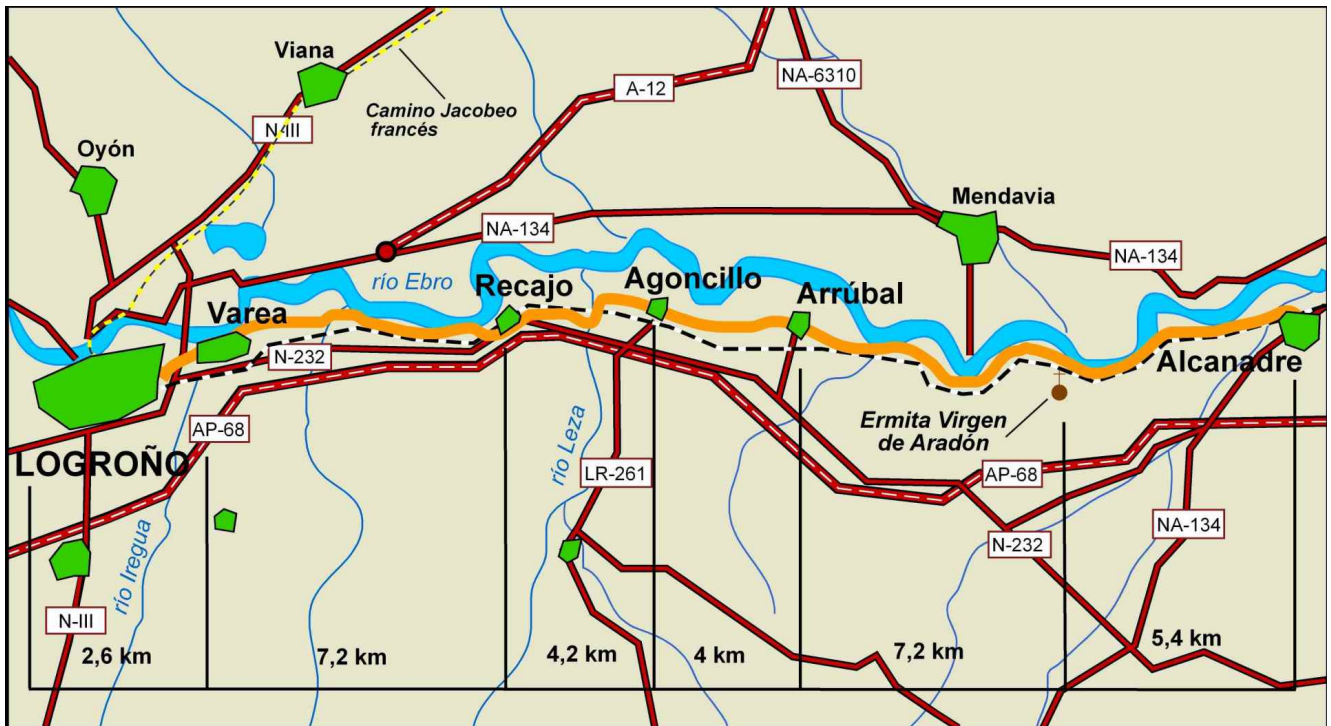 Viana
A-12
NA-6310
Camino Jacobeo
francés
N-III
Oyón
Mendavia
NA-134
NA-134
río Ebro
Recajo
Agoncillo
Arrúbal
Varea
N-232
Alcanadre
AP-68
Ermita Virgen
de Aradón
LOGROÑO
río Leza
LR-261
AP-68
NA-134
N-232
río Iregua
N-III
2,6 km
7,2 km
4,2 km
4 km
7,2 km
5,4 km